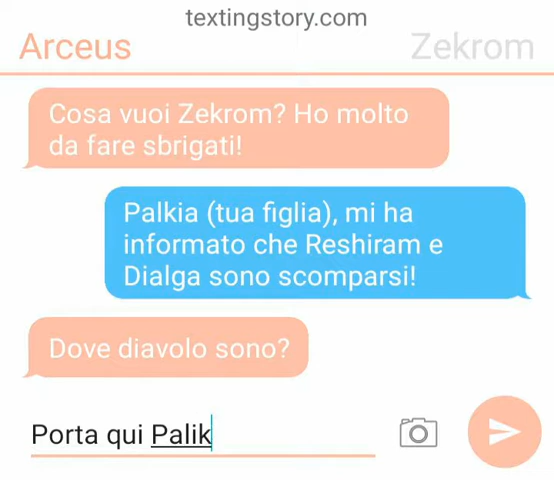 textingstory.com
Arceus Zekrom
Cosa vuoi Zekrom? Ho molto
da fare sbrigati!
Palkia (tua figlia), mi ha
informato che Reshiram e
Dialga sono scomparsi!
Dove diavolo sono?
Porta qui Palik